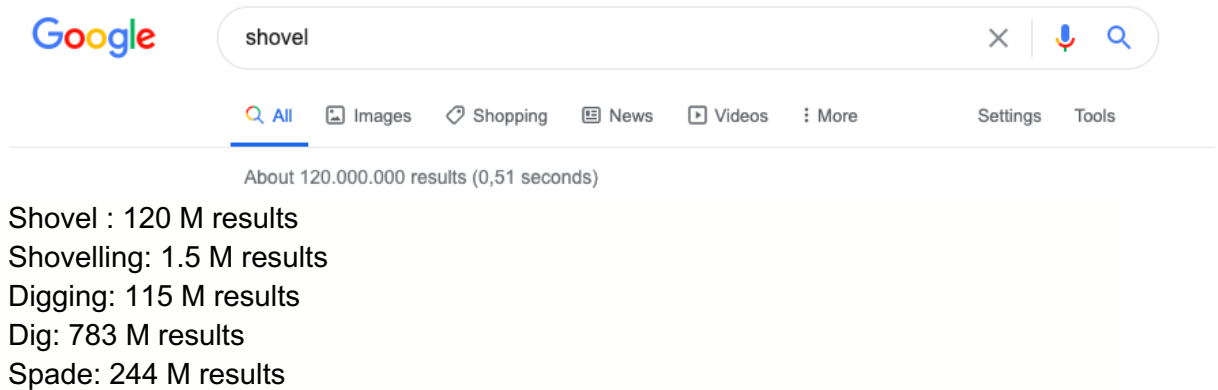 Google shovel
All Images Shopping News Videos More Settings Tools
About 120.000.000 results (0,51 seconds)
Shovel : 120 M results
Shovelling: 1.5 M results
Digging: 115 M results
Dig: 783 M results
Spade: 244 M results